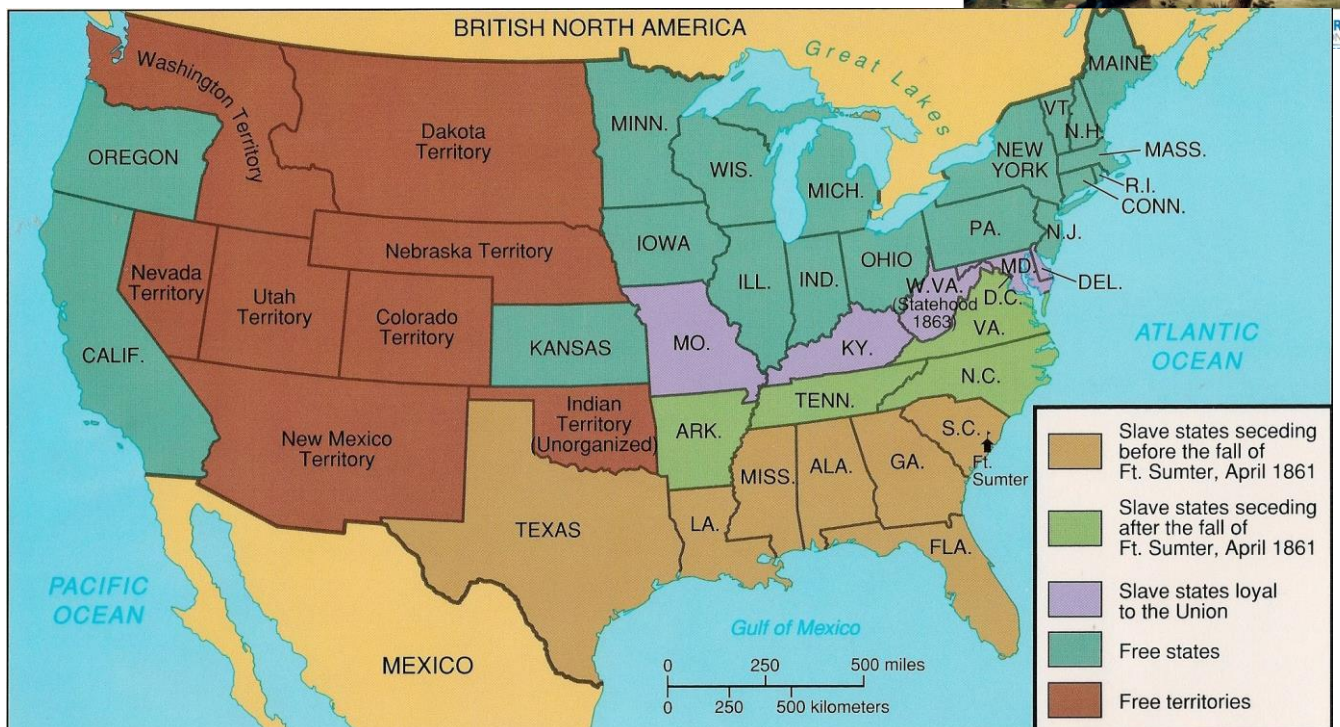 BRITISH NORTH AMERICA
Great Lakes
Washington Territory
OREGON
Dakota
Territory
MINN.
WIS.
MICH.
MAINE
VT.
N.H.
NEW
YORK
MASS.
R.I.
CONN.
Nebraska Territory
IOWA
ILL.
IND.
OHIO
PA.
N.J.
MD.
DEL.
W.VA.
(Statehood
1863)
D.C.
VA.
Nevada
Territory
Utah
Territory
Colorado
Territory
KANSAS
MO.
KY.
CALIF.
N.C.
TENN.
ATLANTIC
OCEAN
New Mexico
Territory
Indian
Territory
(Unorganized)
ARK.
S.C.
Ft.
Sumter
MISS.
ALA.
GA.
TEXAS
LA.
FLA.
PACIFIC
OCEAN
MEXICO
Gulf of Mexico
0 250 500 miles
0 250 500 kilometers
Slave states seceding
before the fall of
Ft. Sumter, April 1861
Slave states seceding
after the fall of
Ft. Sumter, April 1861
Slave states loyal
to the Union
Free states
Free territories